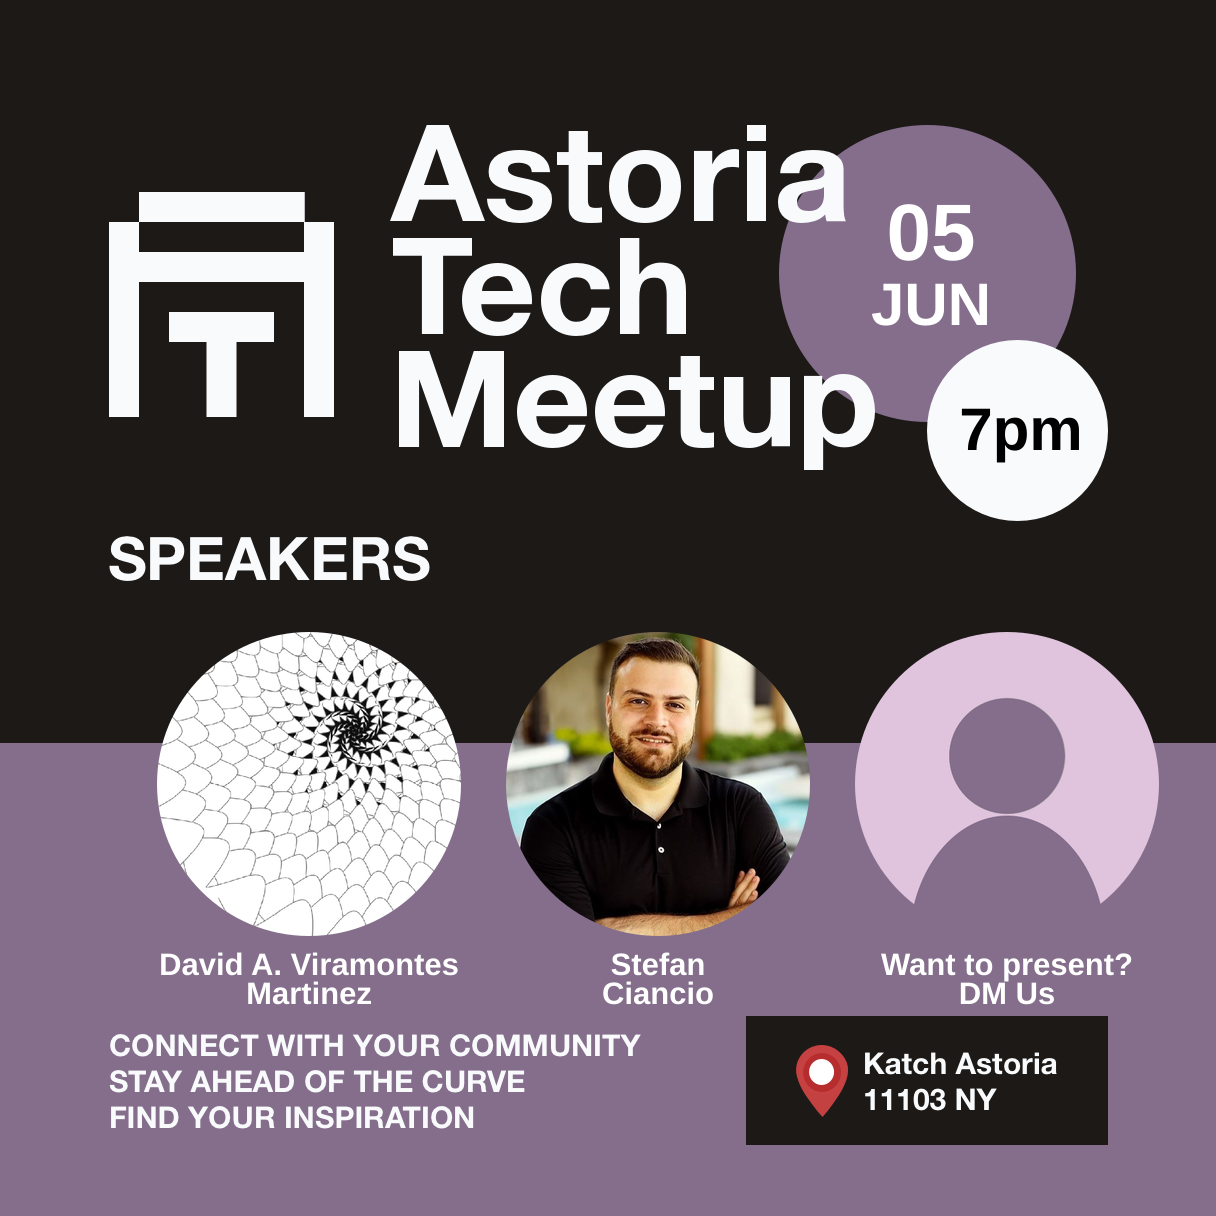 Astoria
Tech
Meetup
05
JUN
7pm
SPEAKERS
David A. Viramontes
Martinez
Stefan
Ciancio
Want to present?
DM Us
CONNECT WITH YOUR COMMUNITY
STAY AHEAD OF THE CURVE
FIND YOUR INSPIRATION
Katch Astoria
11103 NY